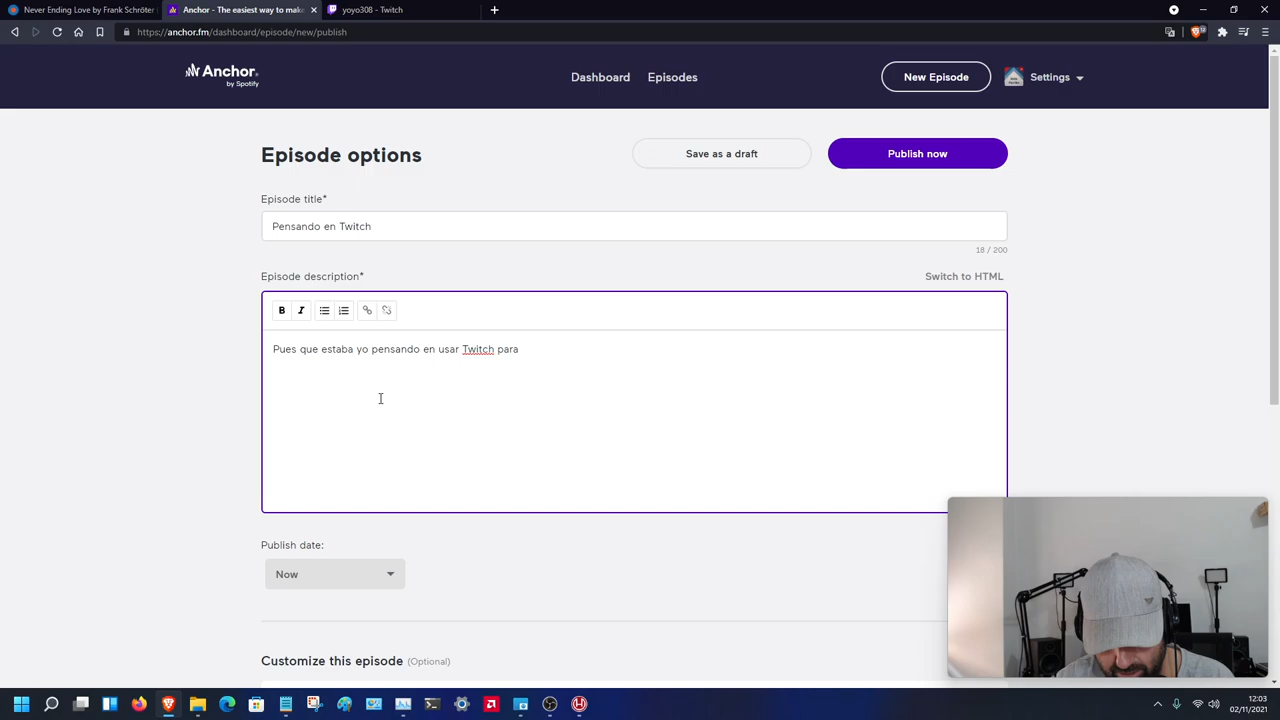 Never Ending Love by Frank Schröter
Anchor - The easiest way to make
yoyo308 - Twitch
https://anchor.fm/dashboard/episode/new/publish
Anchor
by Spotify
Dashboard
Episodes
New Episode
Settings
Episode options
Save as a draft
Publish now
Episode title*
Pensando en Twitch
18 / 200
Episode description*
Switch to HTML
B I
Pues que estaba yo pensando en usar Twitch para
Publish date:
Now
Customize this episode (Optional)
12:03
02/11/2021